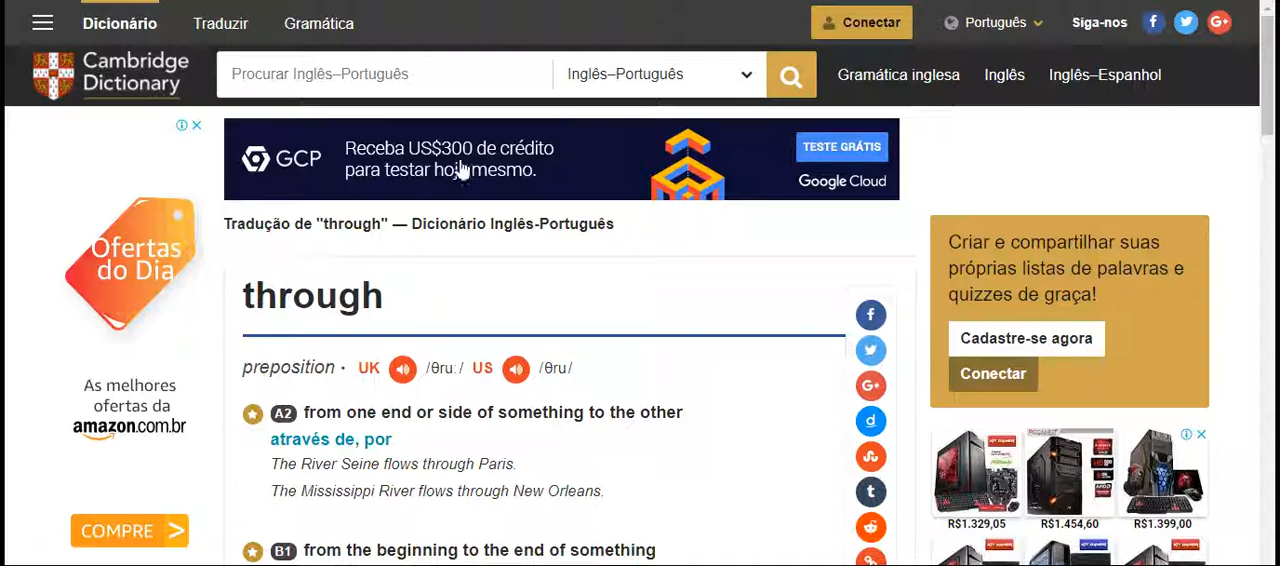 Dicionário Traduzir Gramática Conectar Português Siga-nos
Cambridge
Dictionary
Procurar Inglês–Português Inglês–Português Gramática inglesa Inglês Inglês–Espanhol
GCP
Receba US$300 de crédito
para testar hoje mesmo.
TESTE GRÁTIS
Google Cloud
Ofertas
do Dia
As melhores
ofertas da
amazon.com.br
COMPRE >
Tradução de "through" — Dicionário Inglês-Português
through
preposition · UK /θruː/ US /θru/
A2 from one end or side of something to the other
através de, por
The River Seine flows through Paris.
The Mississippi River flows through New Orleans.
B1 from the beginning to the end of something
Criar e compartilhar suas
próprias listas de palavras e
quizzes de graça!
Cadastre-se agora
Conectar
R$1.329,05 R$1.454,60 R$1.399,00